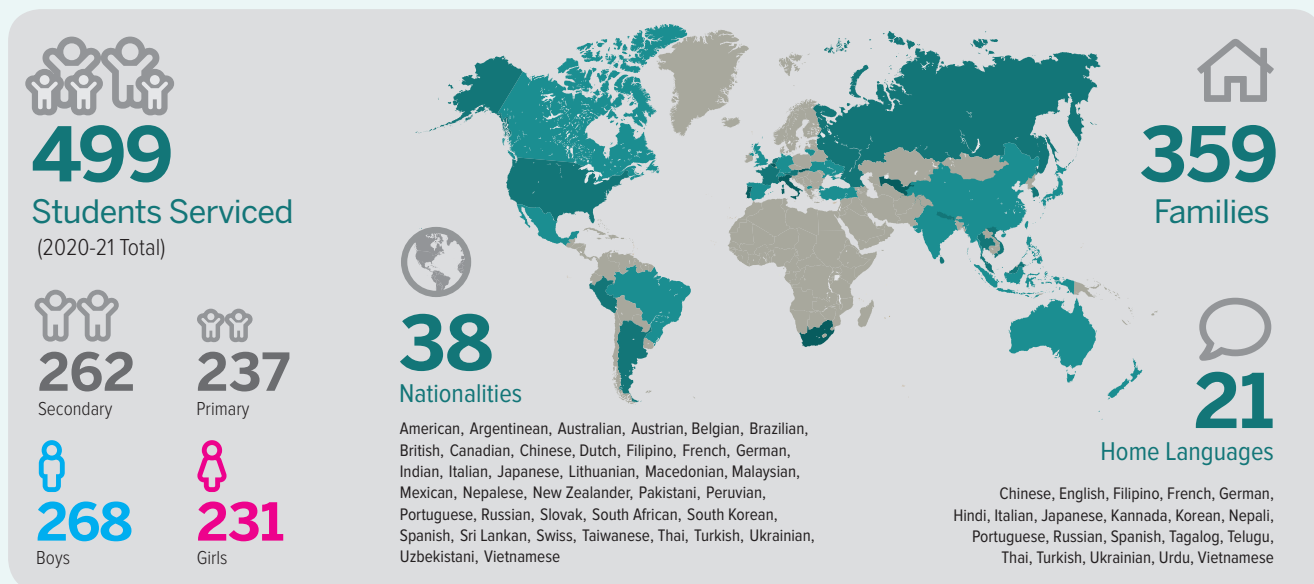 499
Students Serviced
(2020-21 Total)
262
Secondary
237
Primary
268
Boys
231
Girls
38
Nationalities
American, Argentinean, Australian, Austrian, Belgian, Brazilian,
British, Canadian, Chinese, Dutch, Filipino, French, German,
Indian, Italian, Japanese, Lithuanian, Macedonian, Malaysian,
Mexican, Nepalese, New Zealander, Pakistani, Peruvian,
Portuguese, Russian, Slovak, South African, South Korean,
Spanish, Sri Lankan, Swiss, Taiwanese, Thai, Turkish, Ukrainian,
Uzbekistani, Vietnamese
359
Families
21
Home Languages
Chinese, English, Filipino, French, German,
Hindi, Italian, Japanese, Kannada, Korean, Nepali,
Portuguese, Russian, Spanish, Tagalog, Telugu,
Thai, Turkish, Ukrainian, Urdu, Vietnamese